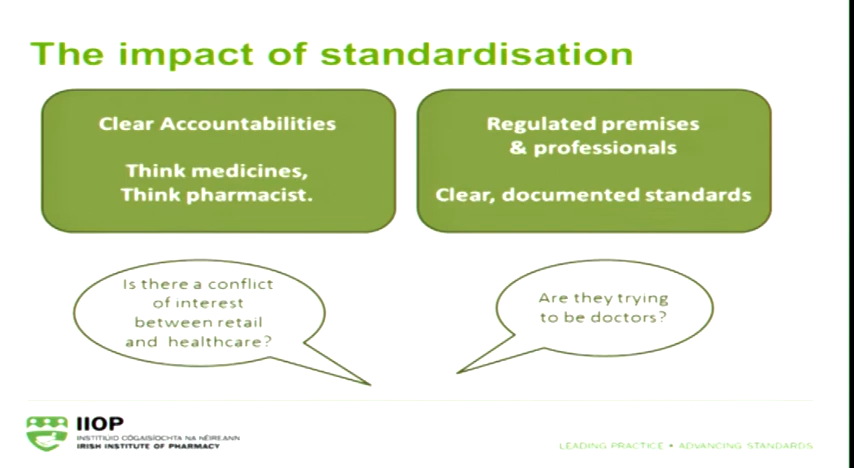 The impact of standardisation
Clear Accountabilities
Think medicines,
Think pharmacist.
Regulated premises
& professionals
Clear, documented standards
Is there a conflict
of interest
between retail
and healthcare?
Are they trying
to be doctors?
IIOP
INSTITIÚID CÓGAISÍOCHTA NA HÉIREANN
IRISH INSTITUTE OF PHARMACY
LEADING PRACTICE • ADVANCING STANDARDS